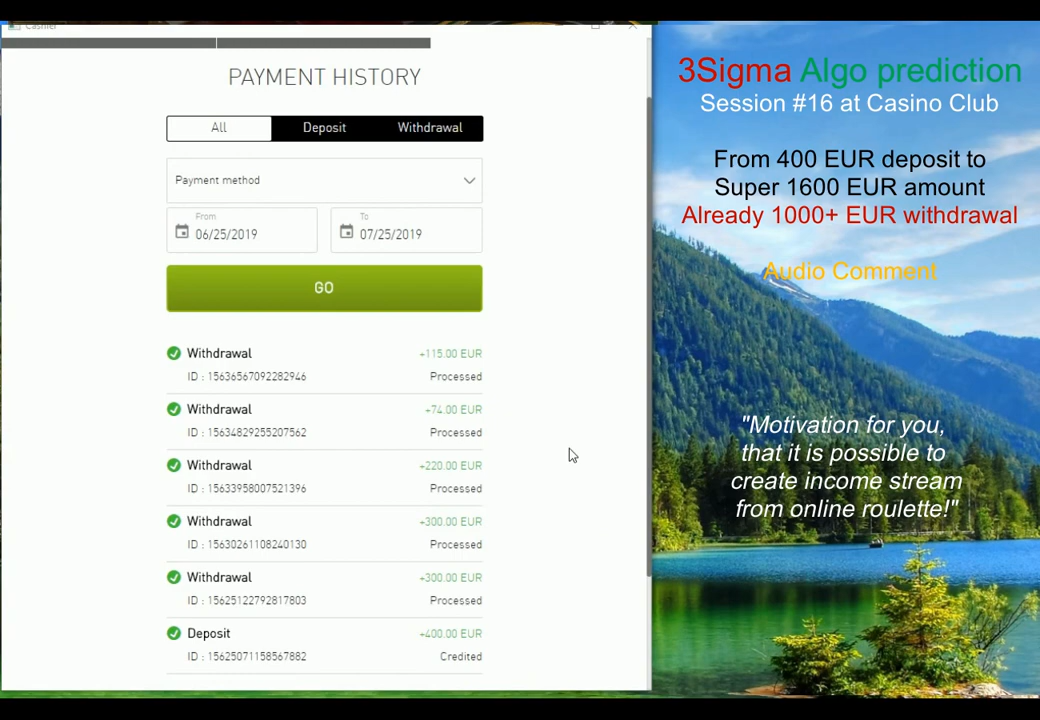 Cashier
PAYMENT HISTORY
All Deposit Withdrawal
Payment method
From To
06/25/2019 07/25/2019
GO
Withdrawal +115.00 EUR
ID : 15636567092282946 Processed
Withdrawal +74.00 EUR
ID : 15634829255207562 Processed
Withdrawal +220.00 EUR
ID : 15633958007521396 Processed
Withdrawal +300.00 EUR
ID : 15630261108240130 Processed
Withdrawal +300.00 EUR
ID : 15625122792817803 Processed
Deposit +400.00 EUR
ID : 15625071158567882 Credited
3Sigma Algo prediction
Session #16 at Casino Club
From 400 EUR deposit to
Super 1600 EUR amount
Already 1000+ EUR withdrawal
Audio Comment
"Motivation for you,
that it is possible to
create income stream
from online roulette!"